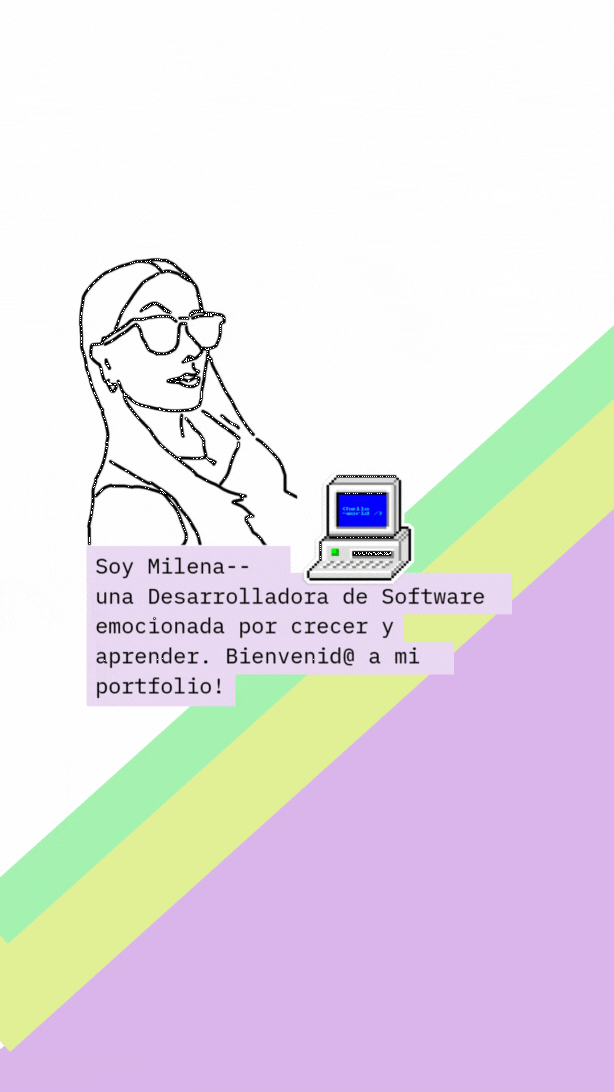 Soy Milena--
una Desarrolladora de Software
emocionada por crecer y
aprender. Bienvenid@ a mi
portfolio!